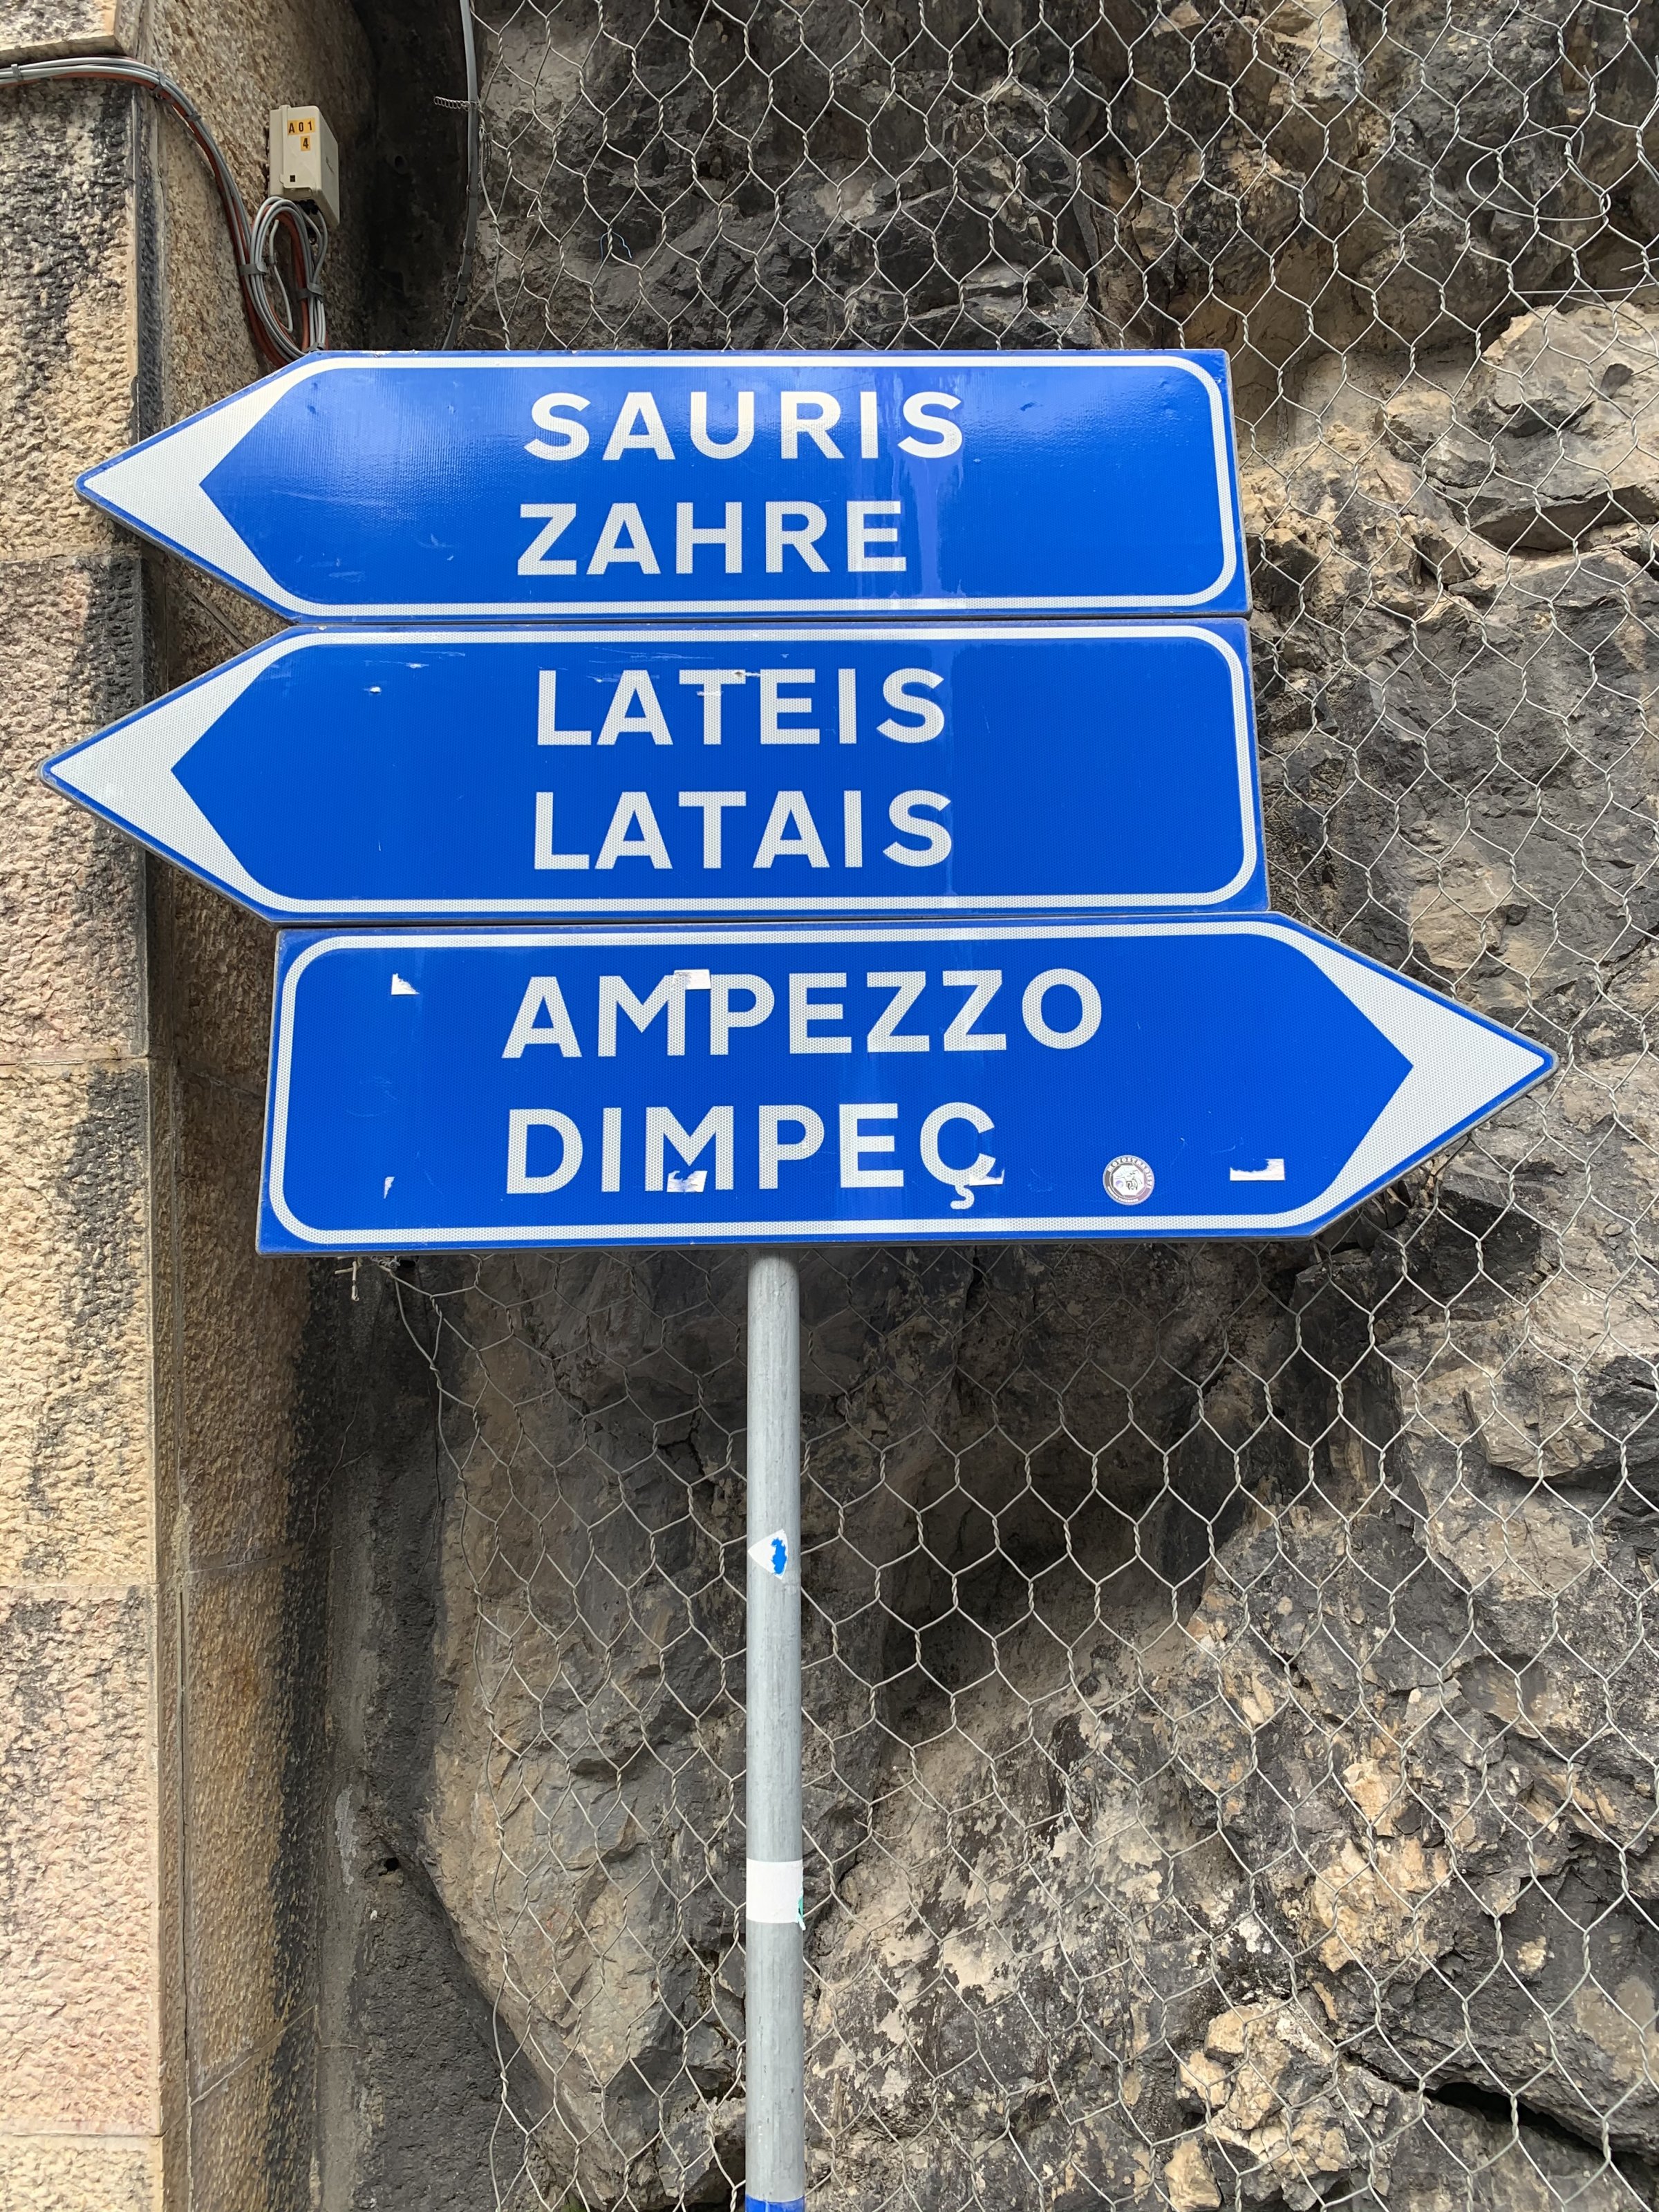 A01
4
SAURIS
ZAHRE
LATEIS
LATAIS
AMPEZZO
DIMPEÇ